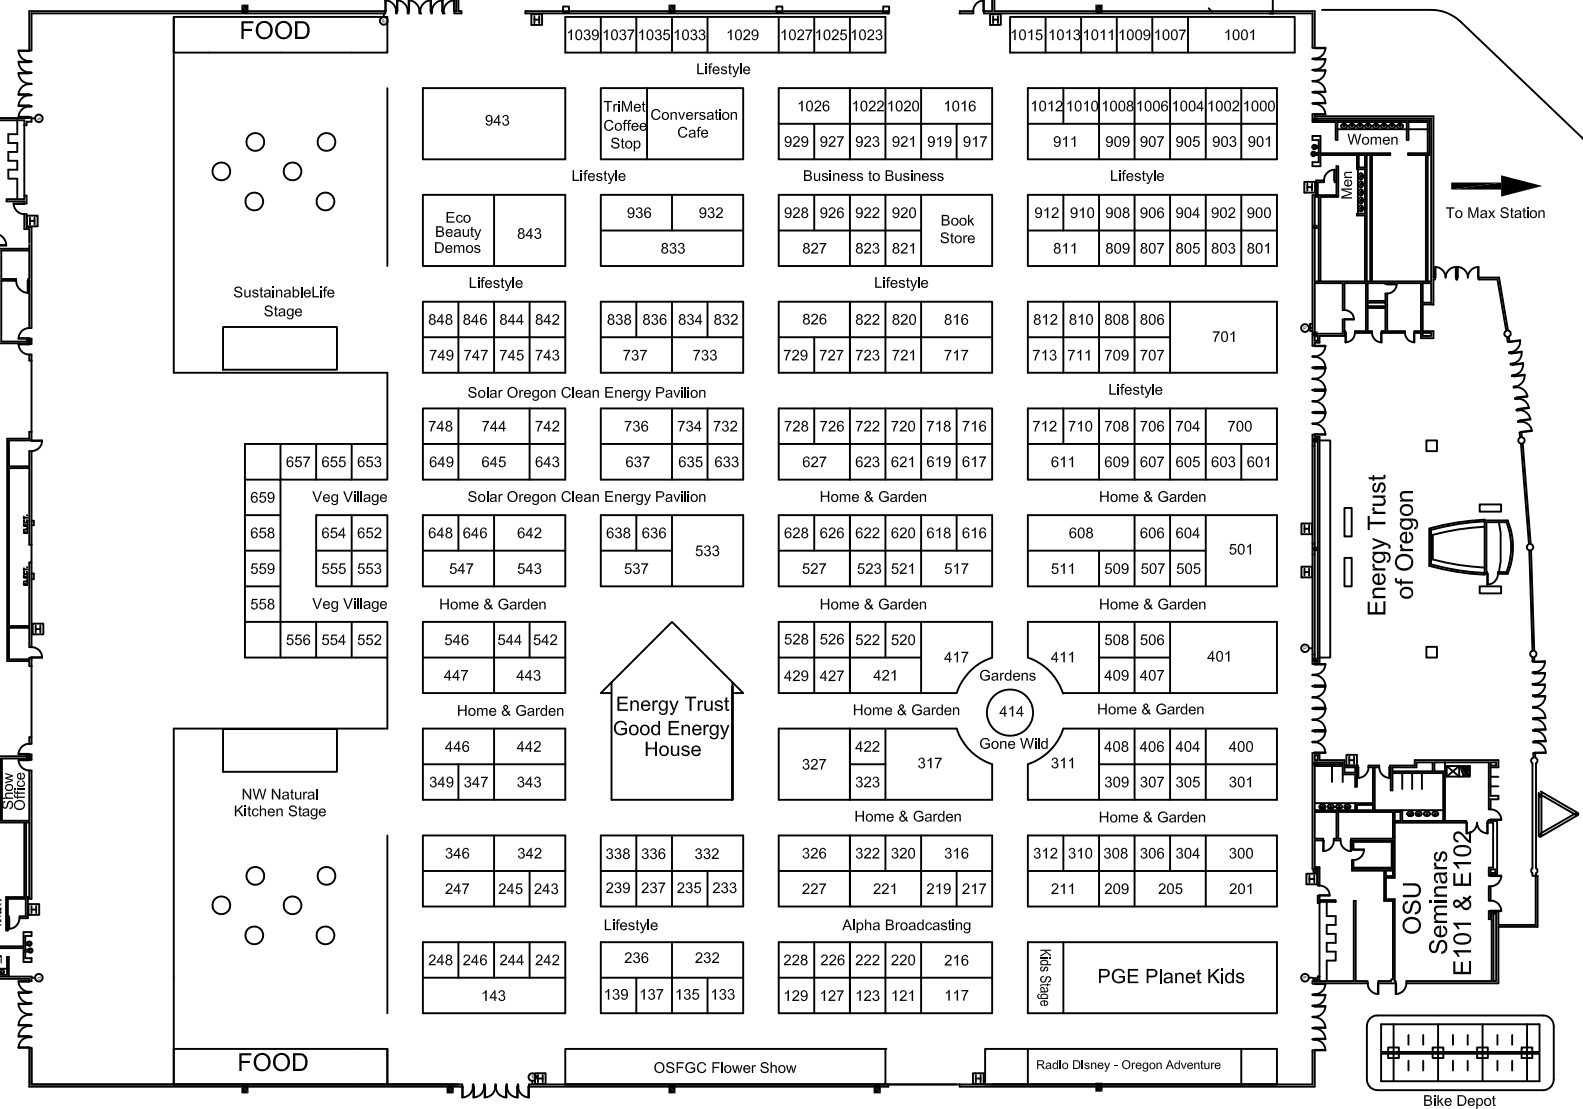 FOOD
1039 1037 1035 1033 1029 1027 1025 1023
1015 1013 1011 1009 1007 1001
Lifestyle
943
TriMet
Coffee
Stop
Conversation
Cafe
1026 1022 1020 1016
929 927 923 921 919 917
1012 1010 1008 1006 1004 1002 1000
911 909 907 905 903 901
Women
Men
To Max Station
Lifestyle
Business to Business
Lifestyle
Eco
Beauty
Demos
843
936 932
833
928 926 922 920
827 823 821
Book
Store
912 910 908 906 904 902 900
811 809 807 805 803 801
SustainableLife
Stage
Lifestyle
Lifestyle
848 846 844 842
749 747 745 743
838 836 834 832
737 733
826 822 820 816
729 727 723 721 717
812 810 808 806
713 711 709 707
701
Solar Oregon Clean Energy Pavilion
Lifestyle
748 744 742
649 645 643
736 734 732
637 635 633
728 726 722 720 718 716
627 623 621 619 617
712 710 708 706 704 700
611 609 607 605 603 601
657 655 653
659
Veg Village
658
654 652
559
555 553
558
Veg Village
556 554 552
Solar Oregon Clean Energy Pavilion
Home & Garden
Home & Garden
648 646 642
547 543
638 636
537
533
628 626 622 620 618 616
527 523 521 517
608 606 604
511 509 507 505
501
Energy Trust
of Oregon
Home & Garden
Home & Garden
Home & Garden
546 544 542
447 443
528 526 522 520
429 427 421
417
411
508 506
409 407
401
Energy Trust
Good Energy
House
Gardens
414
Gone Wild
Home & Garden
Home & Garden
Home & Garden
446 442
349 347 343
327
422
323
317
311
408 406 404 400
309 307 305 301
Show
Office
NW Natural
Kitchen Stage
Home & Garden
Home & Garden
346 342
247 245 243
338 336 332
239 237 235 233
326 322 320 316
227 221 219 217
312 310 308 306 304 300
211 209 205 201
OSU
Seminars
E101 & E102
Lifestyle
Alpha Broadcasting
248 246 244 242
143
236 232
139 137 135 133
228 226 222 220 216
129 127 123 121 117
Kids Stage
PGE Planet Kids
FOOD
OSFGC Flower Show
Radio Disney - Oregon Adventure
Bike Depot